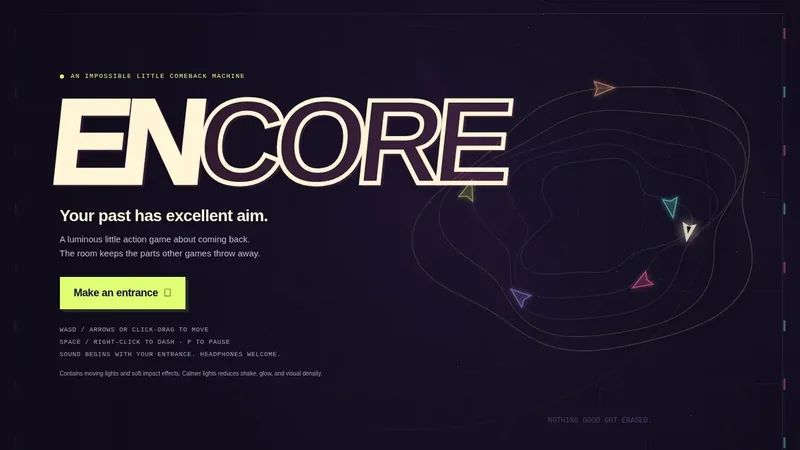 AN IMPOSSIBLE LITTLE COMEBACK MACHINE
ENCORE
Your past has excellent aim.
A luminous little action game about coming back.
The room keeps the parts other games throw away.
Make an entrance
WASD / ARROWS OR CLICK-DRAG TO MOVE
SPACE / RIGHT-CLICK TO DASH · P TO PAUSE
SOUND BEGINS WITH YOUR ENTRANCE. HEADPHONES WELCOME.
Contains moving lights and soft impact effects. Calmer lights reduces shake, glow, and visual density.
NOTHING GOOD GOT ERASED.